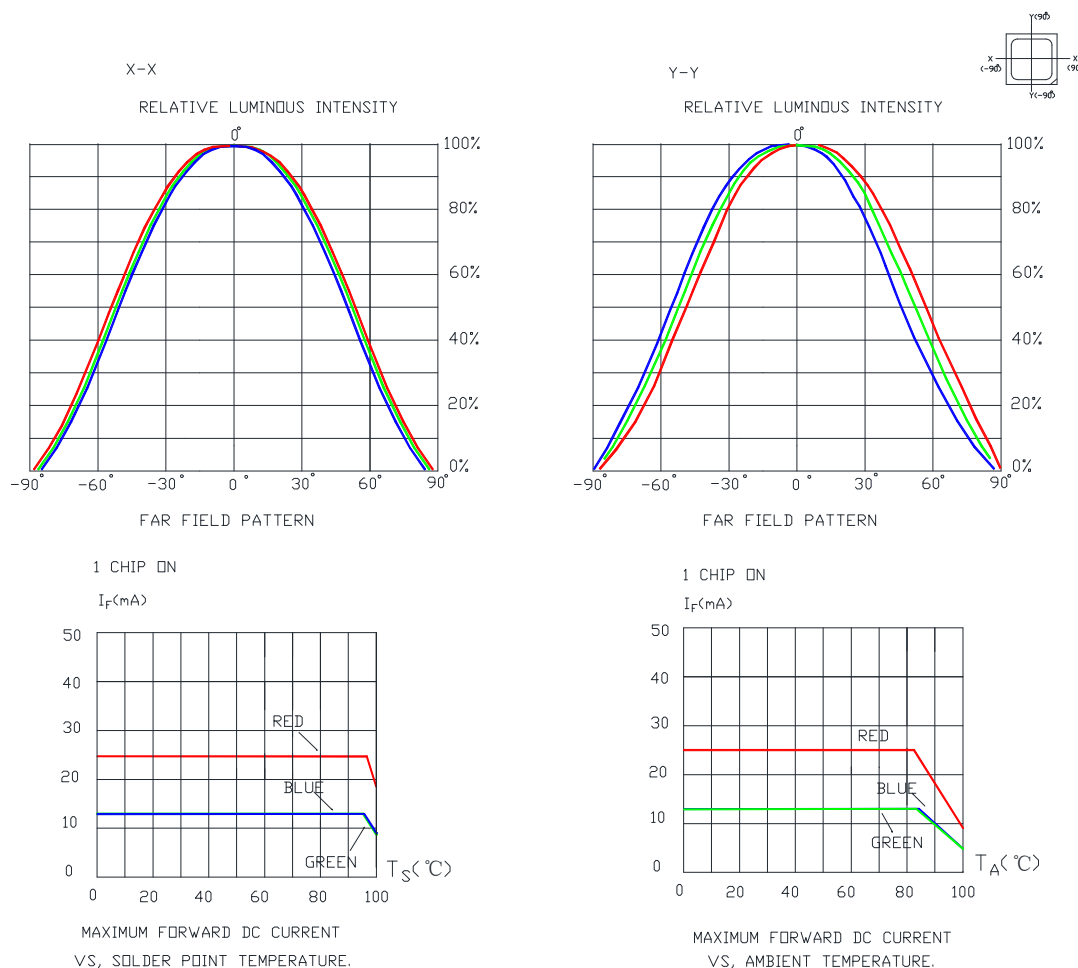 Y(90°)
X X
(-90°) (90
Y(-90°)
X-X
RELATIVE LUMINOUS INTENSITY
0°
100%
80%
60%
40%
20%
0%
-90° -60° -30° 0° 30° 60° 90°
FAR FIELD PATTERN
Y-Y
RELATIVE LUMINOUS INTENSITY
0°
100%
80%
60%
40%
20%
0%
-90° -60° -30° 0° 30° 60° 90°
FAR FIELD PATTERN
1 CHIP ON
IF(mA)
50
40
30
20
10
0
RED
BLUE
GREEN
TS(℃)
0 20 40 60 80 100
MAXIMUM FORWARD DC CURRENT
VS, SOLDER POINT TEMPERATURE.
1 CHIP ON
IF(mA)
50
40
30
20
10
0
RED
BLUE
GREEN
TA(℃)
0 20 40 60 80 100
MAXIMUM FORWARD DC CURRENT
VS, AMBIENT TEMPERATURE.